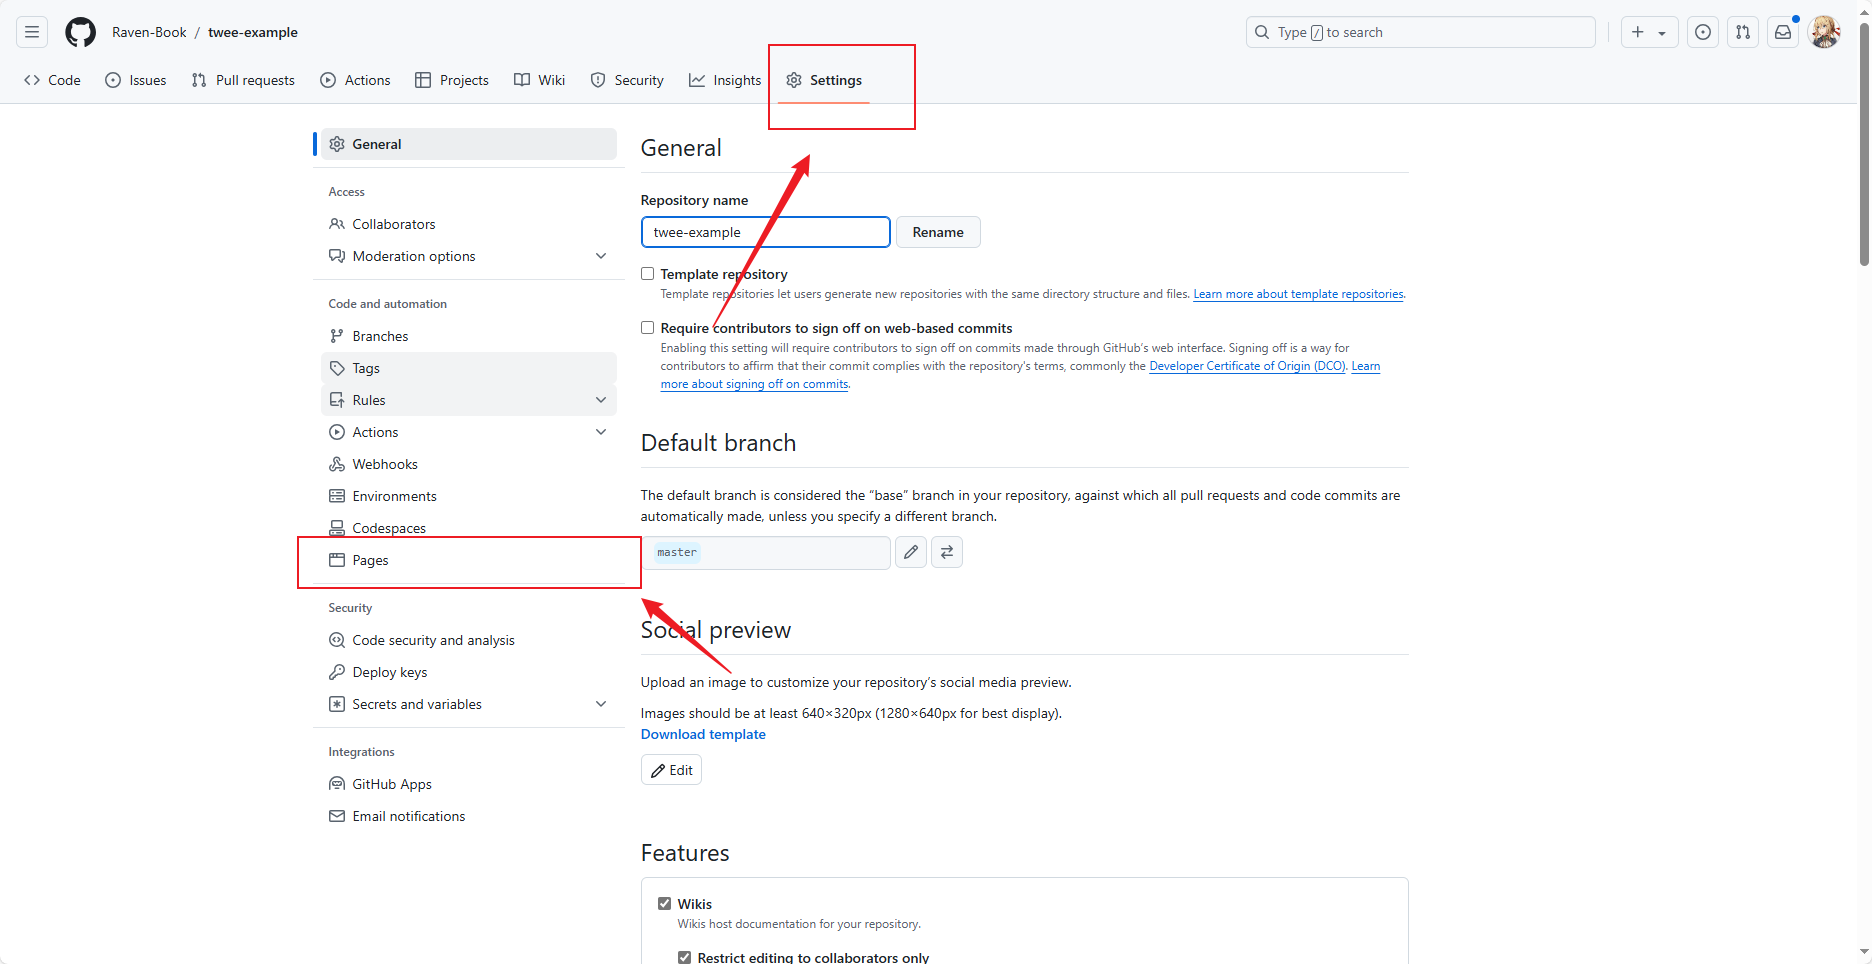 Raven-Book / twee-example
Type / to search
Code
Issues
Pull requests
Actions
Projects
Wiki
Security
Insights
Settings
General
Access
Collaborators
Moderation options
Code and automation
Branches
Tags
Rules
Actions
Webhooks
Environments
Codespaces
Pages
Security
Code security and analysis
Deploy keys
Secrets and variables
Integrations
GitHub Apps
Email notifications
General
Repository name
twee-example
Rename
Template repository
Template repositories let users generate new repositories with the same directory structure and files. Learn more about template repositories.
Require contributors to sign off on web-based commits
Enabling this setting will require contributors to sign off on commits made through GitHub’s web interface. Signing off is a way for
contributors to affirm that their commit complies with the repository's terms, commonly the Developer Certificate of Origin (DCO). Learn
more about signing off on commits.
Default branch
The default branch is considered the “base” branch in your repository, against which all pull requests and code commits are
automatically made, unless you specify a different branch.
master
Social preview
Upload an image to customize your repository’s social media preview.
Images should be at least 640×320px (1280×640px for best display).
Download template
Edit
Features
Wikis
Wikis host documentation for your repository.
Restrict editing to collaborators only